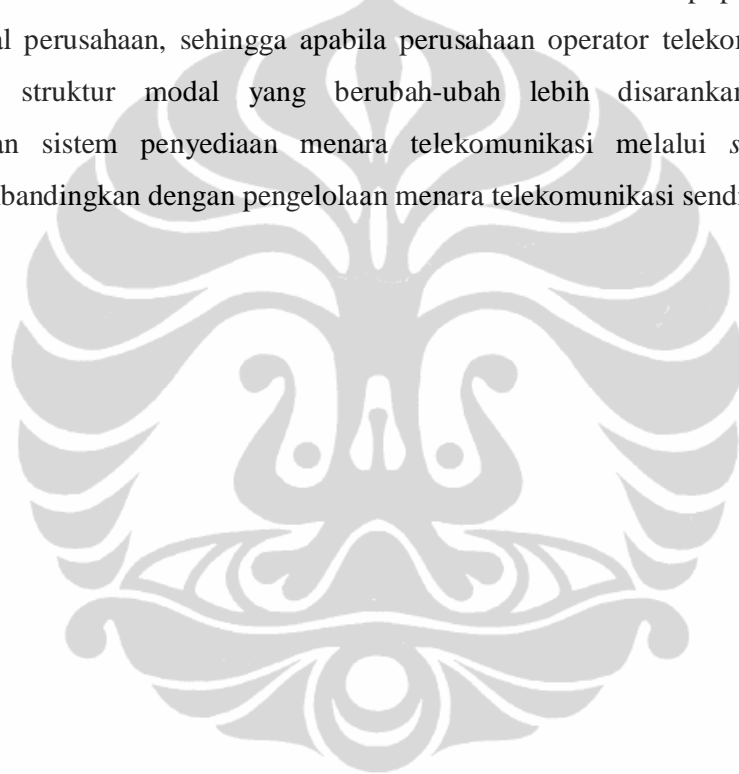 al perusahaan, sehingga apabila perusahaan operator telekom
struktur modal yang berubah-ubah lebih disarankan
an sistem penyediaan menara telekomunikasi melalui s
bandingkan dengan pengelolaan menara telekomunikasi sendi